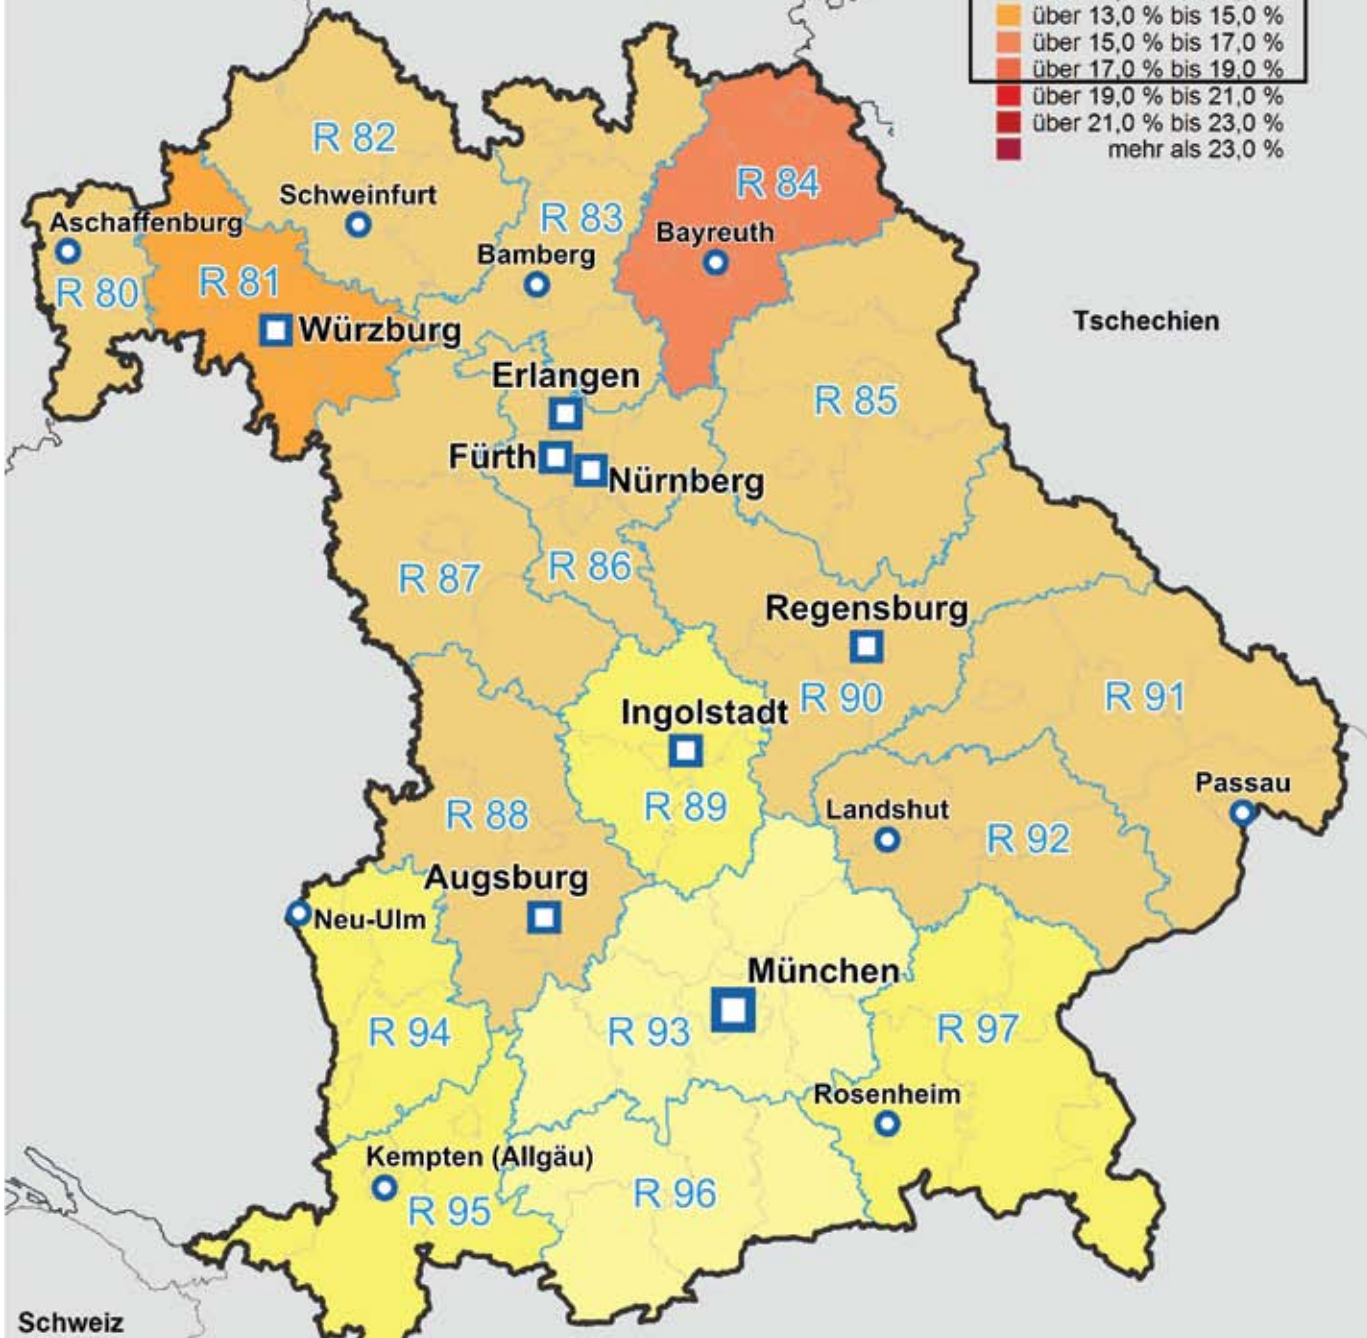 über 13,0 % bis 15,0 %
über 15,0 % bis 17,0 %
über 17,0 % bis 19,0 %
über 19,0 % bis 21,0 %
über 21,0 % bis 23,0 %
mehr als 23,0 %
R 82
R 84
Schweinfurt
R 83
Aschaffenburg
Bayreuth
Bamberg
R 80
R 81
Tschechien
Würzburg
Erlangen
R 85
Fürth
Nürnberg
R 86
R 87
Regensburg
R 90
R 91
Ingolstadt
Passau
R 89
Landshut
R 88
R 92
Augsburg
Neu-Ulm
München
R 94
R 93
R 97
Rosenheim
Kempten (Allgäu)
R 96
R 95
Schweiz